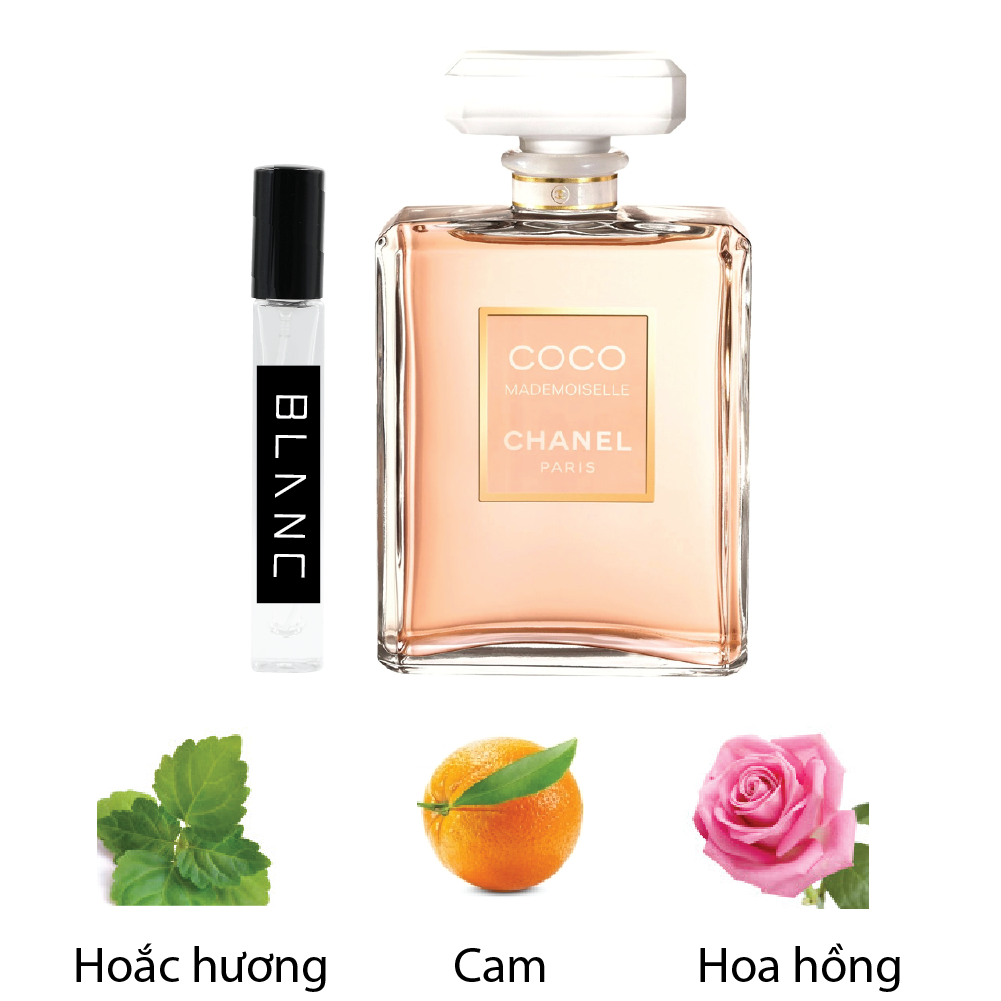 BLANC
COCO
MADEMOISELLE
CHANEL
PARIS
Hoắc hương
Cam
Hoa hồng